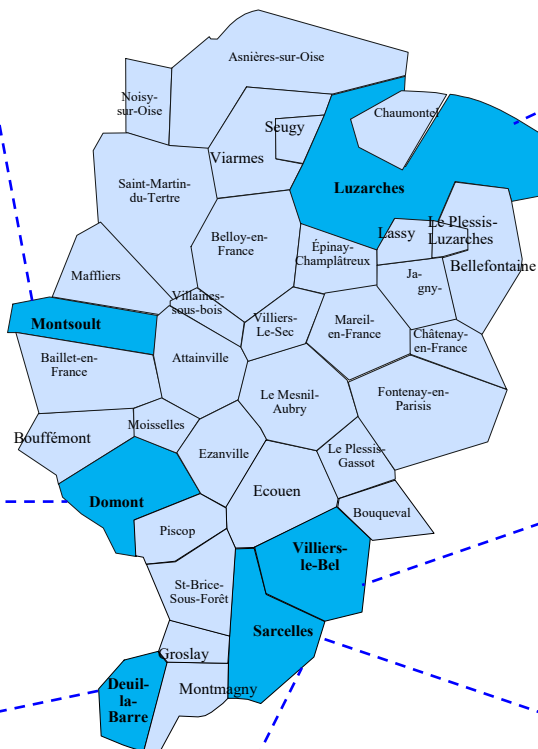 Asnières-sur-Oise
Noisy-
sur-Oise
Chaumontel
Seugy
Viarmes
Saint-Martin-
du-Tertre
Luzarches
Le Plessis-
Luzarches
Lassy
Belloy-en-
France
Épinay-
Champlâtreux
Bellefontaine
Maffliers
Ja-
gny-
Villaines-
sous-bois
Montsoult
Villiers-
Le-Sec
Mareil-
en-France
Châtenay-
en-France
Baillet-en-
France
Attainville
Le Mesnil-
Aubry
Fontenay-en-
Parisis
Moisselles
Bouffémont
Ezanville
Le Plessis-
Gassot
Ecouen
Domont
Bouqueval
Piscop
Villiers-
le-Bel
St-Brice-
Sous-Forêt
Sarcelles
Groslay
Deuil-
la-
Barre
Montmagny